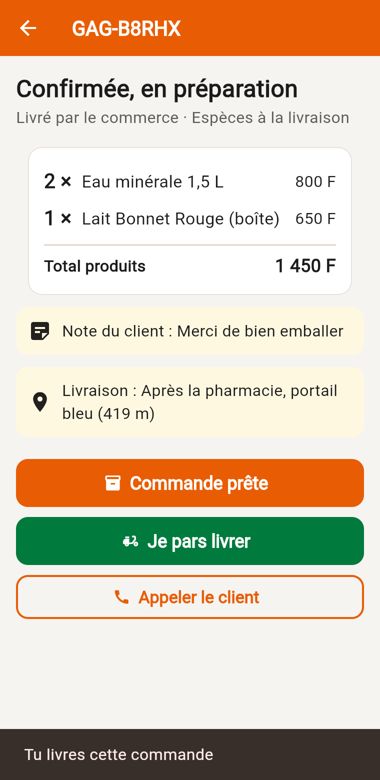 GAG-B8RHX
Confirmée, en préparation
Livré par le commerce · Espèces à la livraison
2 × Eau minérale 1,5 L 800 F
1 × Lait Bonnet Rouge (boîte) 650 F
Total produits 1 450 F
Note du client : Merci de bien emballer
Livraison : Après la pharmacie, portail
bleu (419 m)
Commande prête
Je pars livrer
Appeler le client
Tu livres cette commande